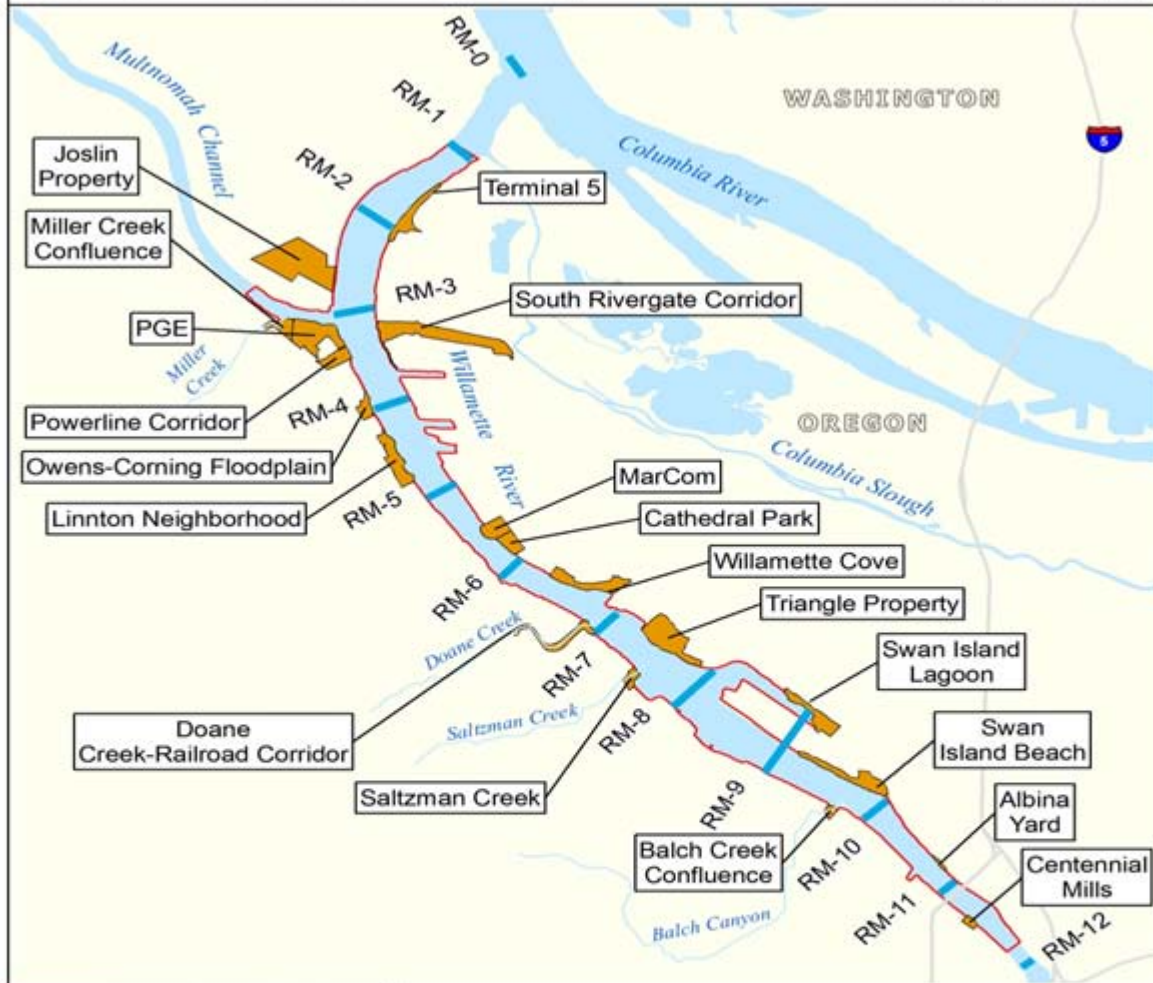 RM-0
Multnomah Channel
RM-1
WASHINGTON
5
RM-2
Joslin
Property
Columbia River
Terminal 5
Miller Creek
Confluence
RM-3
South Rivergate Corridor
PGE
Miller
Creek
Willamette
River
Powerline Corridor
RM-4
OREGON
Owens-Corning Floodplain
Columbia Slough
MarCom
Linnton Neighborhood
RM-5
Cathedral Park
Willamette Cove
RM-6
Triangle Property
Doane Creek
RM-7
Swan Island
Lagoon
Saltzman Creek
RM-8
Doane
Creek-Railroad Corridor
Swan
Island Beach
Saltzman Creek
RM-9
Albina
Yard
Balch Creek
Confluence
RM-10
Centennial
Mills
RM-11
Balch Canyon
RM-12